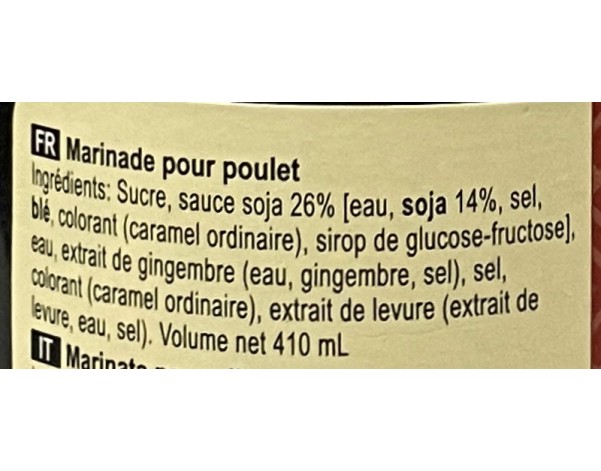 FR Marinade pour poulet
Ingrédients: Sucre, sauce soja 26% [eau, soja 14%, sel,
blé, colorant (caramel ordinaire), sirop de glucose-fructose],
eau, extrait de gingembre (eau, gingembre, sel), sel,
colorant (caramel ordinaire), extrait de levure (extrait de
levure, eau, sel). Volume net 410 mL
IT